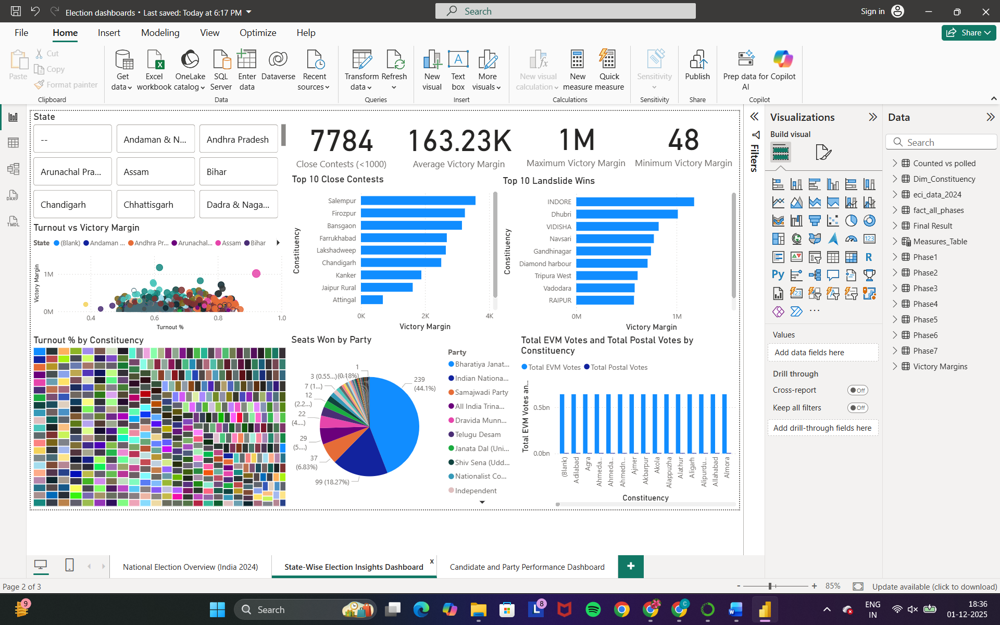 Election dashboards • Last saved: Today at 6:17 PM
Search
Sign in
File
Home
Insert
Modeling
View
Optimize
Help
Share
Paste
Cut
Copy
Format painter
Clipboard
Get data
Excel workbook
OneLake catalog
SQL Server
Enter data
Dataverse
Recent sources
Data
Transform data
Refresh
Queries
New visual
Text box
More visuals
Insert
New visual calculation
New measure
Quick measure
Calculations
Sensitivity
Sensitivity
Publish
Share
Prep data for AI
Copilot
Copilot
State
--
Andaman & N...
Andhra Pradesh
Arunachal Pra...
Assam
Bihar
Chandigarh
Chhattisgarh
Dadra & Naga...
7784
Close Contests (<1000)
163.23K
Average Victory Margin
1M
Maximum Victory Margin
48
Minimum Victory Margin
Turnout vs Victory Margin
State (Blank) Andaman ... Andhra Pr... Arunachal... Assam Bihar
Victory Margin
1M
0M
0.4 0.6 0.8 1.0
Turnout %
Top 10 Close Contests
Constituency
Salempur
Firozpur
Bansgaon
Farrukhabad
Lakshadweep
Chandigarh
Kanker
Jaipur Rural
Attingal
0K 2K 4K
Victory Margin
Top 10 Landslide Wins
Constituency
INDORE
Dhubri
VIDISHA
Navsari
Gandhinagar
Diamond harbour
Tripura West
Vadodara
RAIPUR
0M 1M
Victory Margin
Turnout % by Constituency
Seats Won by Party
1
3 (0.55...) (0.18%)
7 (1...)
12
(2.2...)
22
(4....)
29
(5....)
37
(6.83%)
99 (18.27%)
239
(44.1%)
Party
Bharatiya Janat...
Indian Nationa...
Samajwadi Party
All India Trina...
Dravida Munn...
Telugu Desam
Janata Dal (Uni...
Shiv Sena (Udd...
Nationalist Co...
Independent
Total EVM Votes and Total Postal Votes by
Constituency
Total EVM Votes Total Postal Votes
Total EVM Votes an...
0.5bn
0.0bn
(Blank)
Adilabad
Agra
Ahmeda...
Ahmeda...
Ahmedn...
Ajmer
Akbarpur
Akola
Alappuzha
Alathur
Aligarh
Alipurdu...
Allahabad
Almora
Constituency
Filters
Visualizations
Build visual
Values
Add data fields here
Drill through
Cross-report
Off
Keep all filters
Off
Add drill-through fields here
Data
Search
Counted vs polled
Dim_Constituency
eci_data_2024
fact_all_phases
Final Result
Measures_Table
Phase1
Phase2
Phase3
Phase4
Phase5
Phase6
Phase7
Victory Margins
DAX
TMDL
123
R
Py
123
National Election Overview (India 2024)
State-Wise Election Insights Dashboard
x
Candidate and Party Performance Dashboard
+
Page 2 of 3
- + 85%
Update available (click to download)
9
Search
8
C
ENG
IN
18:36
01-12-2025